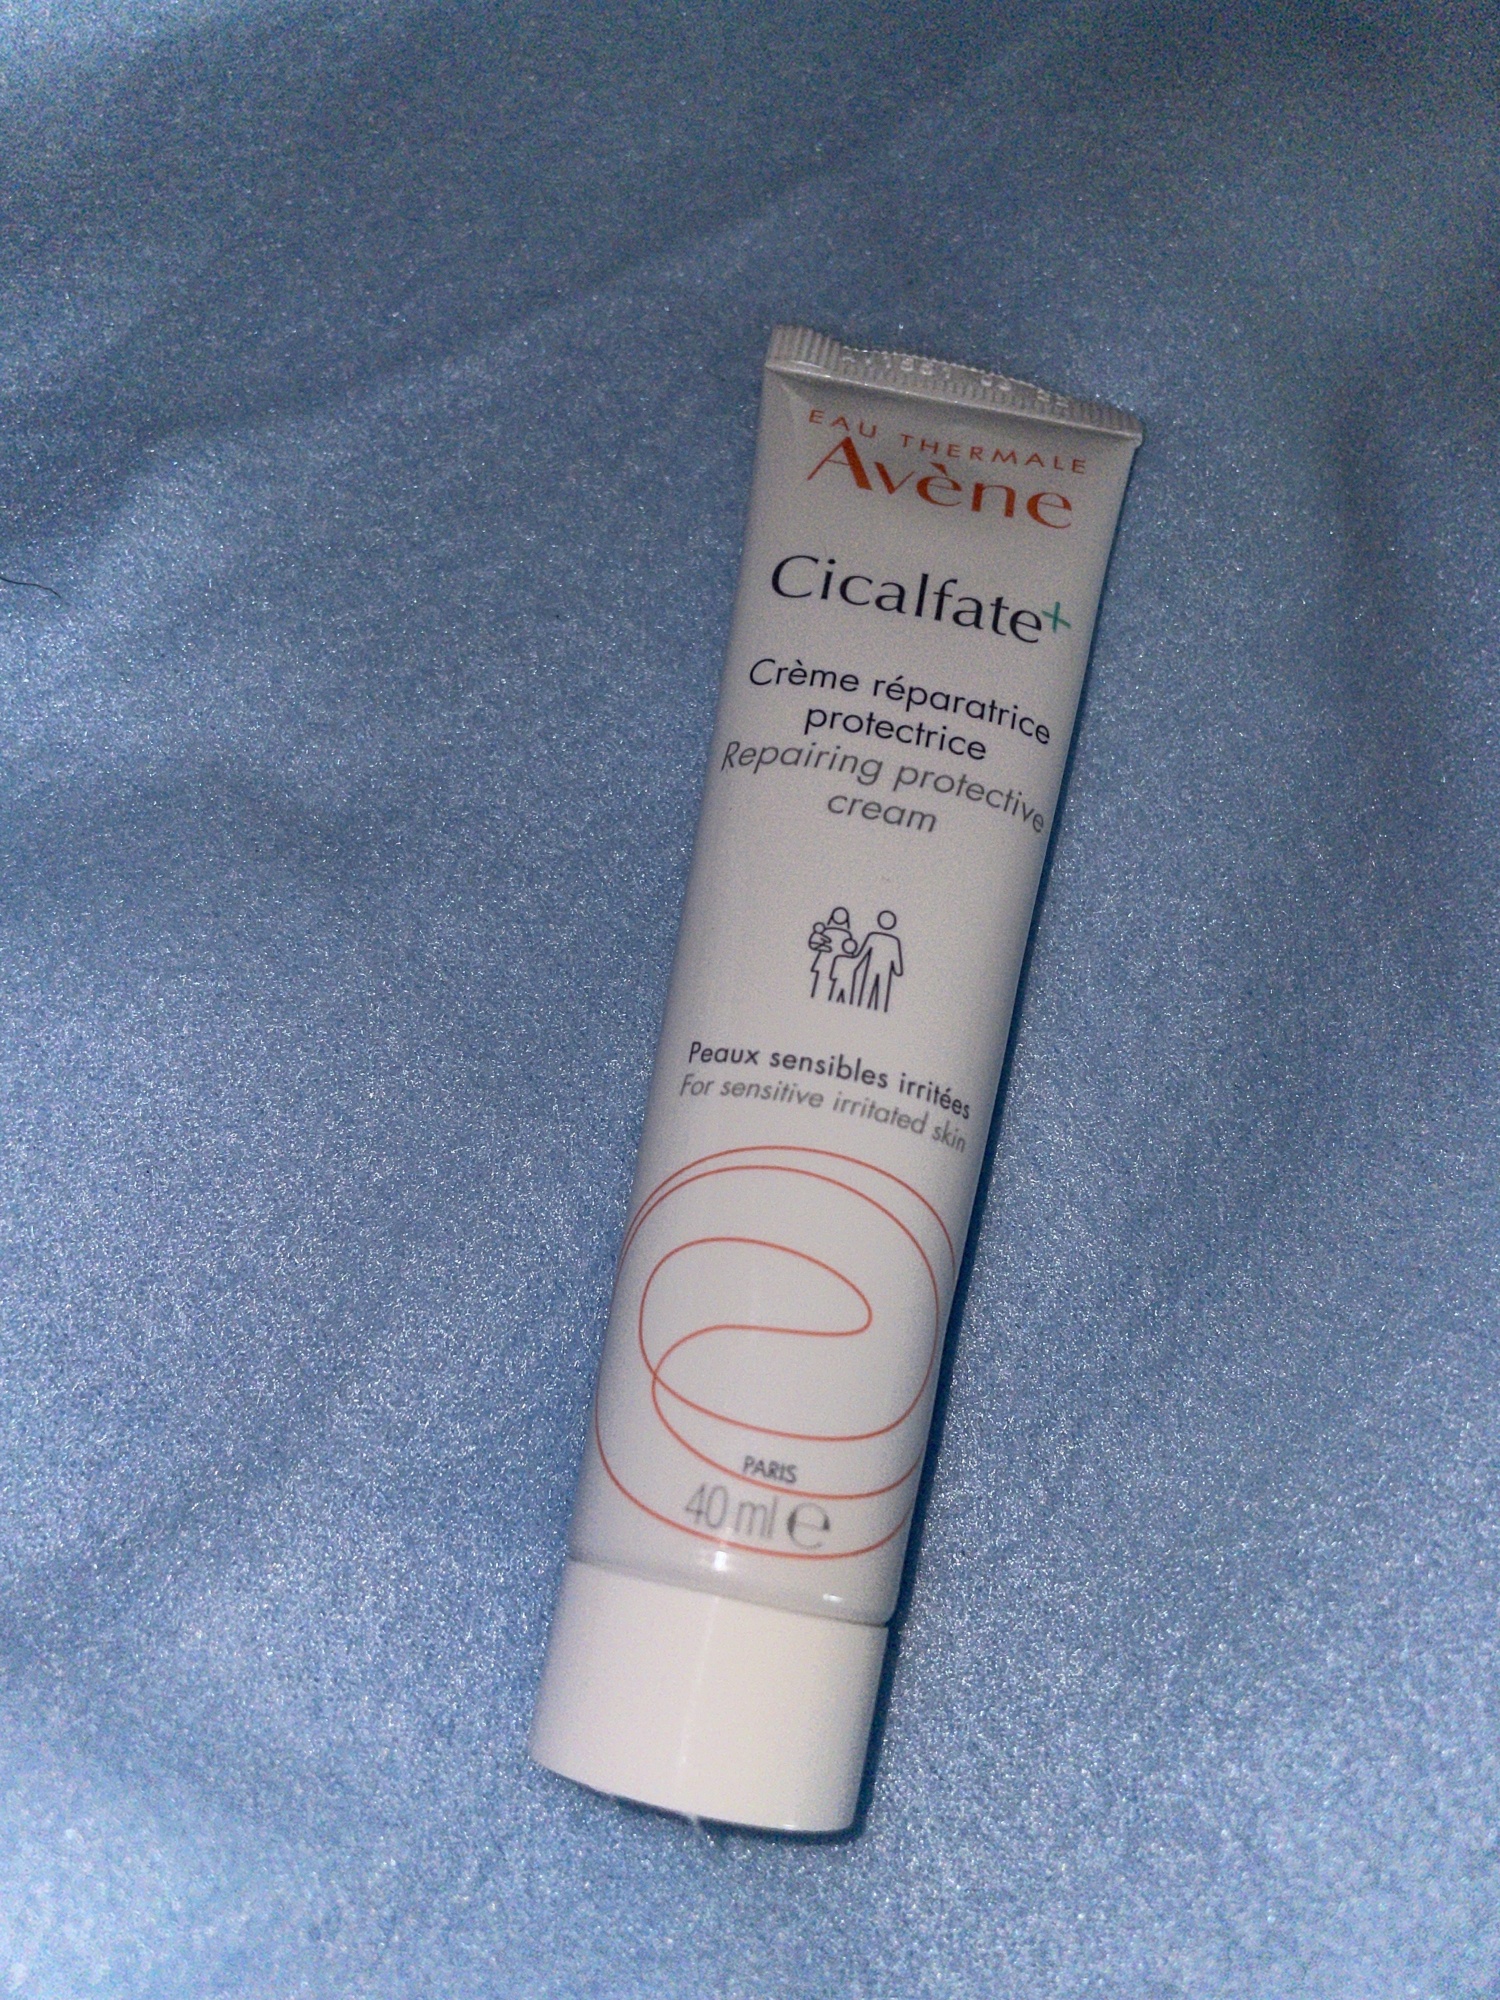 EAU THERMALE
Avène
Cicalfate+
Crème réparatrice
protectrice
Repairing protective
cream
Peaux sensibles irritées
For sensitive irritated skin
PARIS
40 ml e